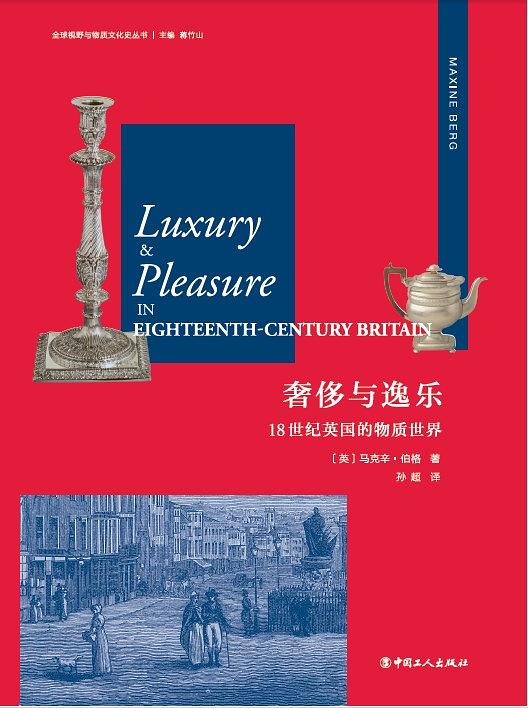 全球视野与物质文化史丛书 | 主编 蒋竹山
MAXINE BERG
Luxury
&
Pleasure
IN
EIGHTEENTH-CENTURY BRITAIN
奢侈与逸乐
18世纪英国的物质世界
［英］马克辛·伯格 著
孙超 译
中国工人出版社